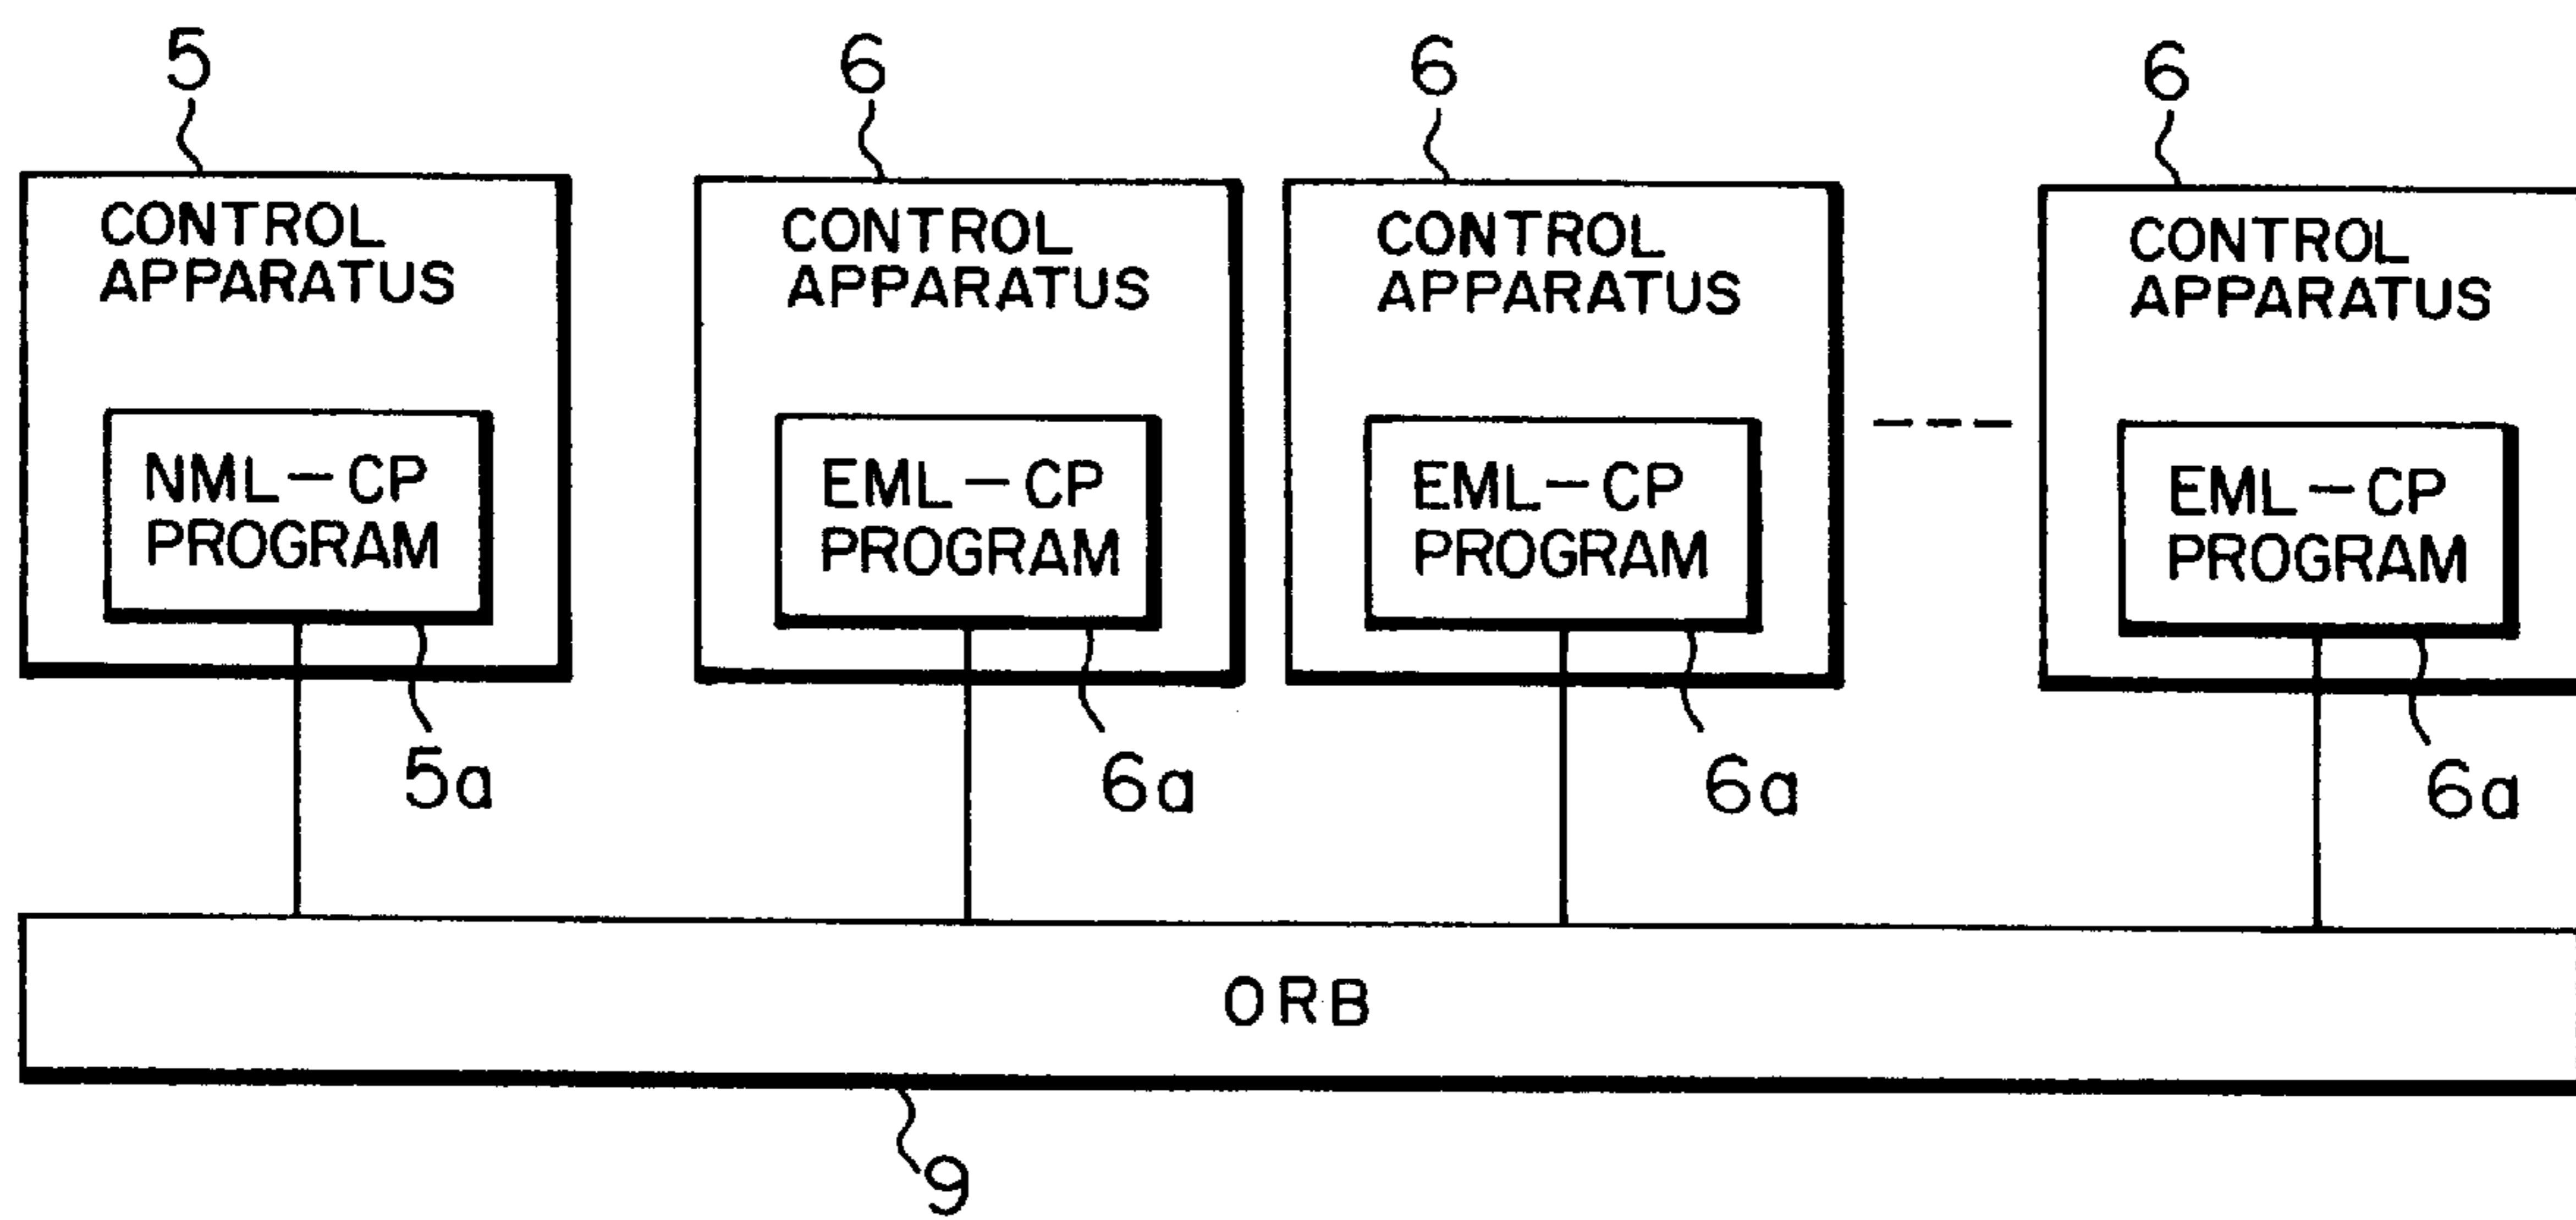 5
6
6
6
CONTROL
APPARATUS
NML-CP
PROGRAM
5a
CONTROL
APPARATUS
EML-CP
PROGRAM
6a
CONTROL
APPARATUS
EML-CP
PROGRAM
6a
CONTROL
APPARATUS
EML-CP
PROGRAM
6a
ORB
9